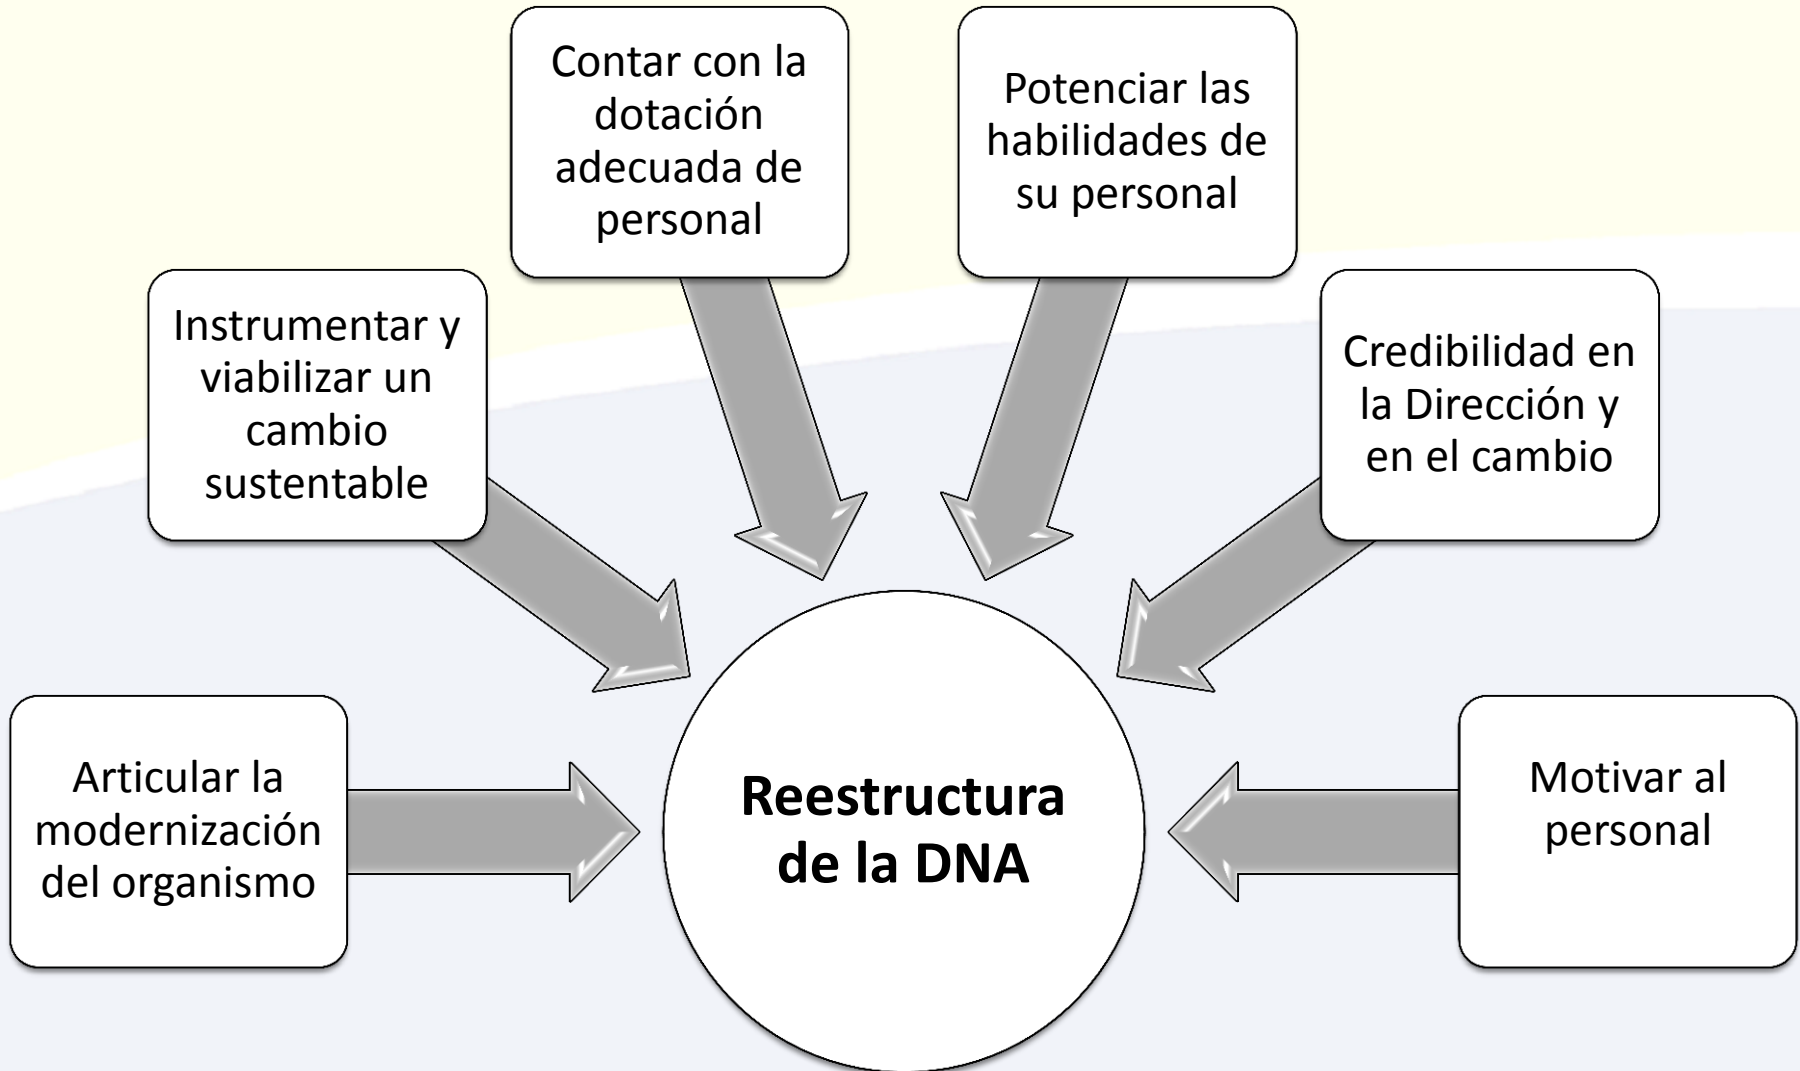 Contar con la
dotación
adecuada de
personal
Potenciar las
habilidades de
su personal
Instrumentar y
viabilizar un
cambio
sustentable
Credibilidad en
la Dirección y
en el cambio
Articular la
modernización
del organismo
Reestructura
de la DNA
Motivar al
personal